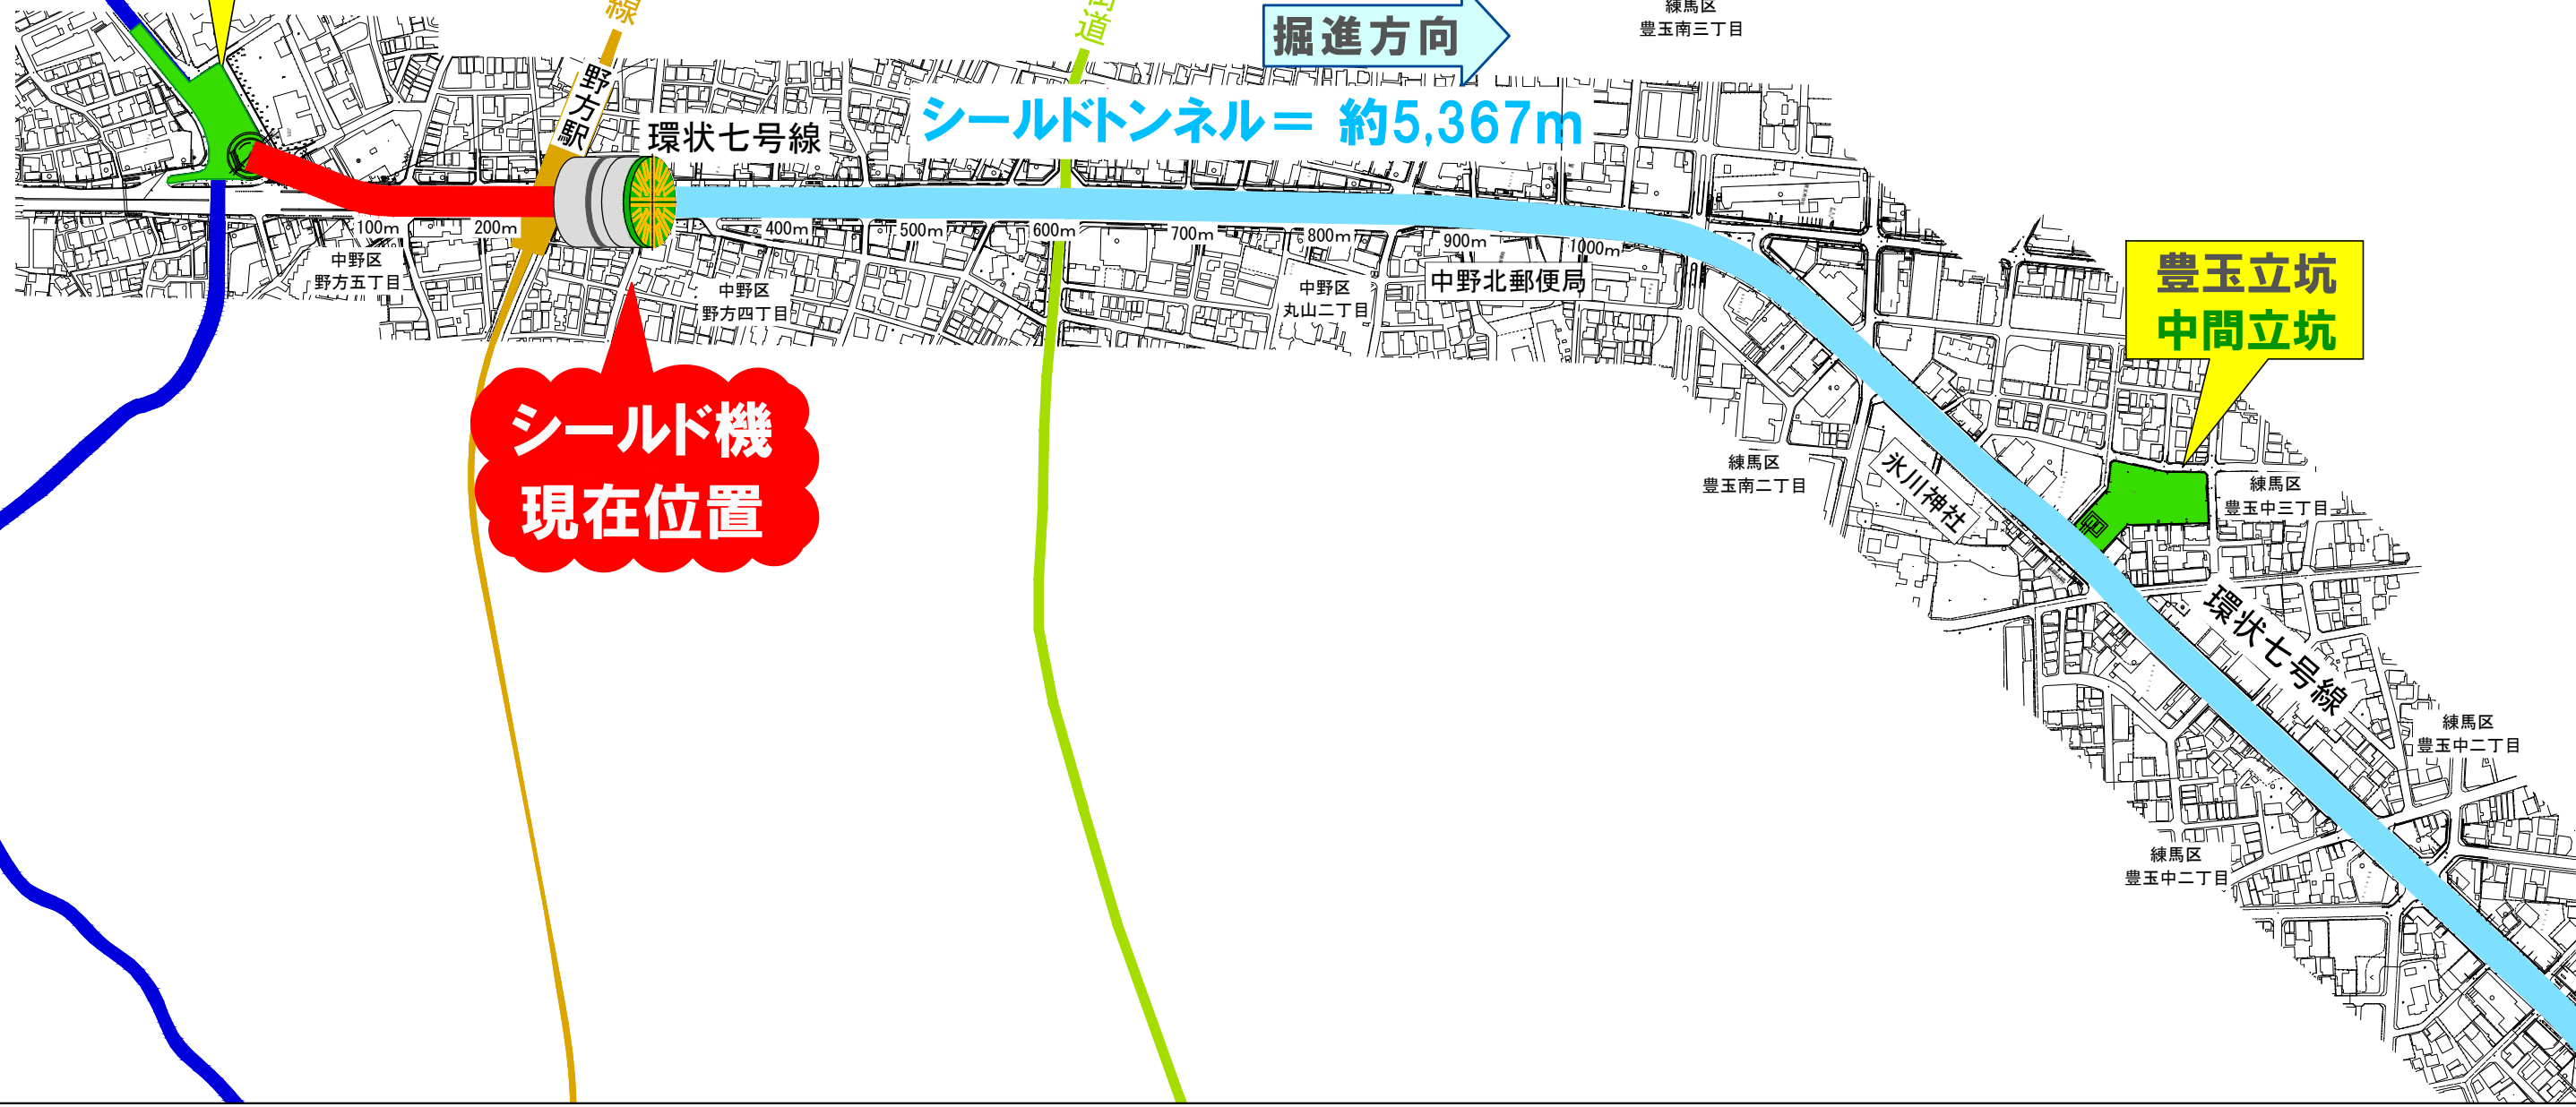 線
街道
掘進方向
練馬区
豊玉南三丁目
野方駅
環状七号線
シールドトンネル＝ 約5,367m
100m
200m
400m
500m
600m
700m
800m
900m
1000m
中野区
野方五丁目
中野区
野方四丁目
中野区
丸山二丁目
中野北郵便局
豊玉立坑
中間立坑
シールド機
現在位置
練馬区
豊玉南二丁目
氷川神社
練馬区
豊玉中三丁目
環状七号線
練馬区
豊玉中二丁目
練馬区
豊玉中二丁目